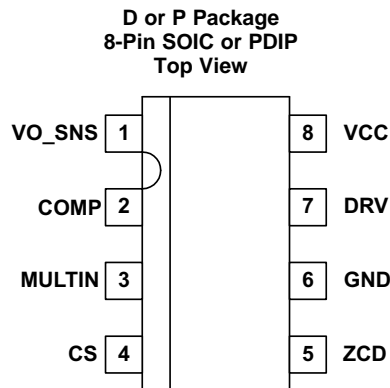 D or P Package
8-Pin SOIC or PDIP
Top View
VO_SNS 1 8 VCC
COMP 2 7 DRV
MULTIN 3 6 GND
CS 4 5 ZCD